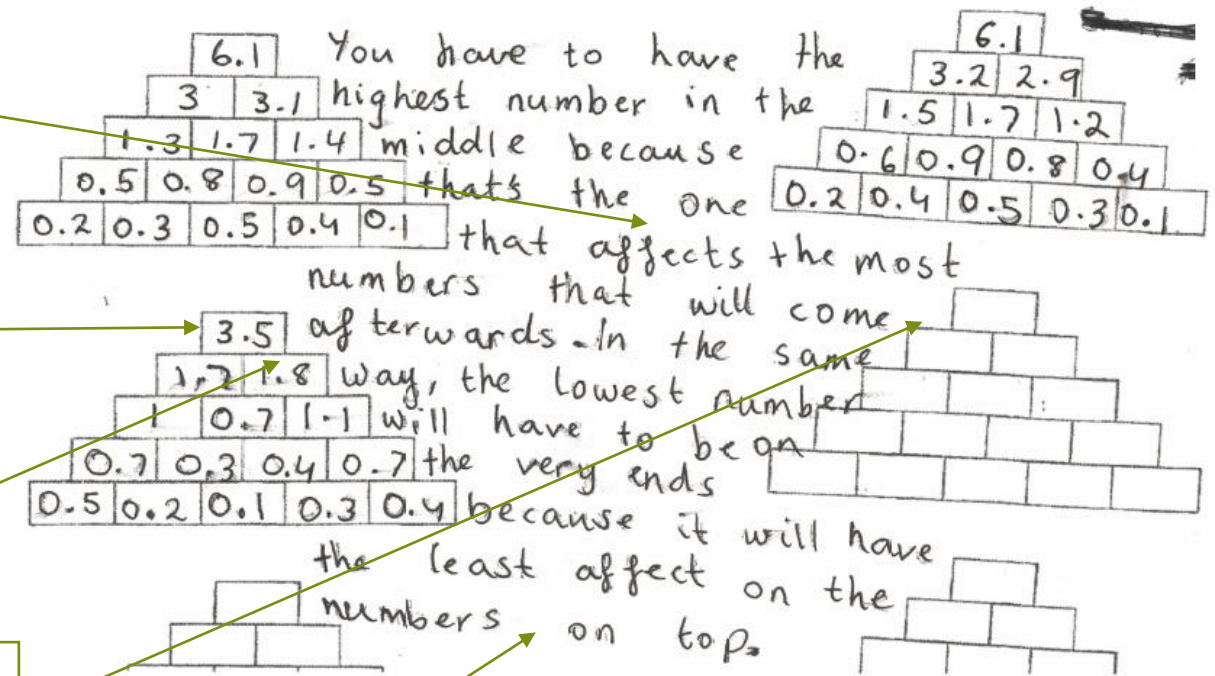 6.1
3 3.1
1.3 1.7 1.4
0.5 0.8 0.9 0.5
0.2 0.3 0.5 0.4 0.1
You have to have the
highest number in the
middle because
that's the one
that affects the most
numbers that will come
afterwards. In the same
way, the lowest number
will have to be on
the very ends
because it will have
the least affect on the
numbers on top.
6.1
3.2 2.9
1.5 1.7 1.2
0.6 0.9 0.8 0.4
0.2 0.4 0.5 0.3 0.1
3.5
1.7 1.8
1 0.7 1.1
0.7 0.3 0.4 0.7
0.5 0.2 0.1 0.3 0.4